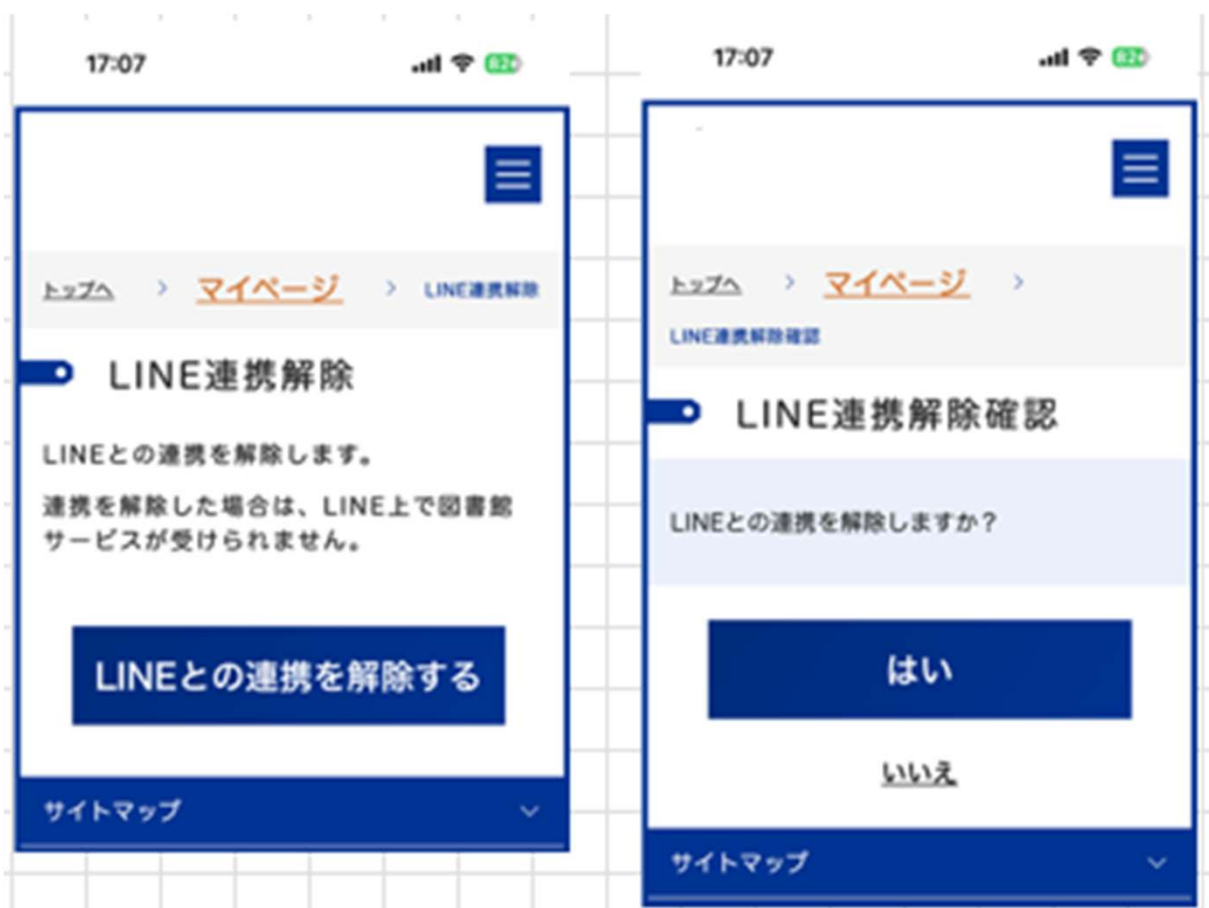 17:07
82
トップへ > マイページ > LINE連携解除
LINE連携解除
LINEとの連携を解除します。
連携を解除した場合は、LINE上で図書館
サービスが受けられません。
LINEとの連携を解除する
サイトマップ
17:07
82
トップへ > マイページ >
LINE連携解除確認
LINE連携解除確認
LINEとの連携を解除しますか？
はい
いいえ
サイトマップ